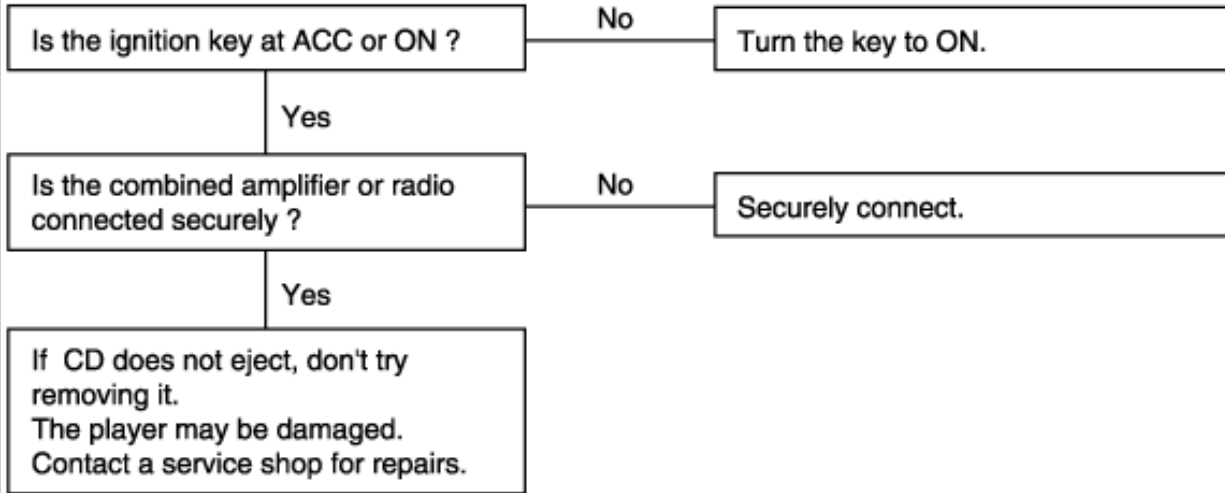 Is the ignition key at ACC or ON ?
No
Turn the key to ON.
Yes
Is the combined amplifier or radio
connected securely ?
No
Securely connect.
Yes
If  CD does not eject, don't try
removing it.
The player may be damaged.
Contact a service shop for repairs.